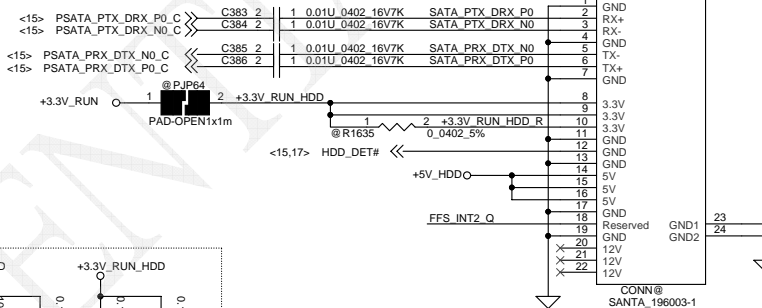 1 GND
<15> PSATA_PTX_DRX_P0_C C383 2 1 0.01U_0402_16V7K SATA_PTX_DRX_P0 2 RX+
<15> PSATA_PTX_DRX_N0_C C384 2 1 0.01U_0402_16V7K SATA_PTX_DRX_N0 3 RX-
4 GND
<15> PSATA_PRX_DTX_N0_C C385 2 1 0.01U_0402_16V7K SATA_PRX_DTX_N0 5 TX-
<15> PSATA_PRX_DTX_P0_C C386 2 1 0.01U_0402_16V7K SATA_PRX_DTX_P0 6 TX+
7 GND
@PJP64
+3.3V_RUN 1 2 +3.3V_RUN_HDD 8 3.3V
PAD-OPEN1x1m
9 3.3V
1 2 +3.3V_RUN_HDD_R 10 3.3V
@R1635 0_0402_5%
11 GND
<15,17> HDD_DET# 12 GND
13 GND
+5V_HDD 14 5V
15 5V
16 5V
17 GND
FFS_INT2_Q 18 Reserved GND1 23
19 GND GND2 24
20 12V
21 12V
22 12V
CONN@
SANTA_196003-1
+3.3V_RUN_HDD